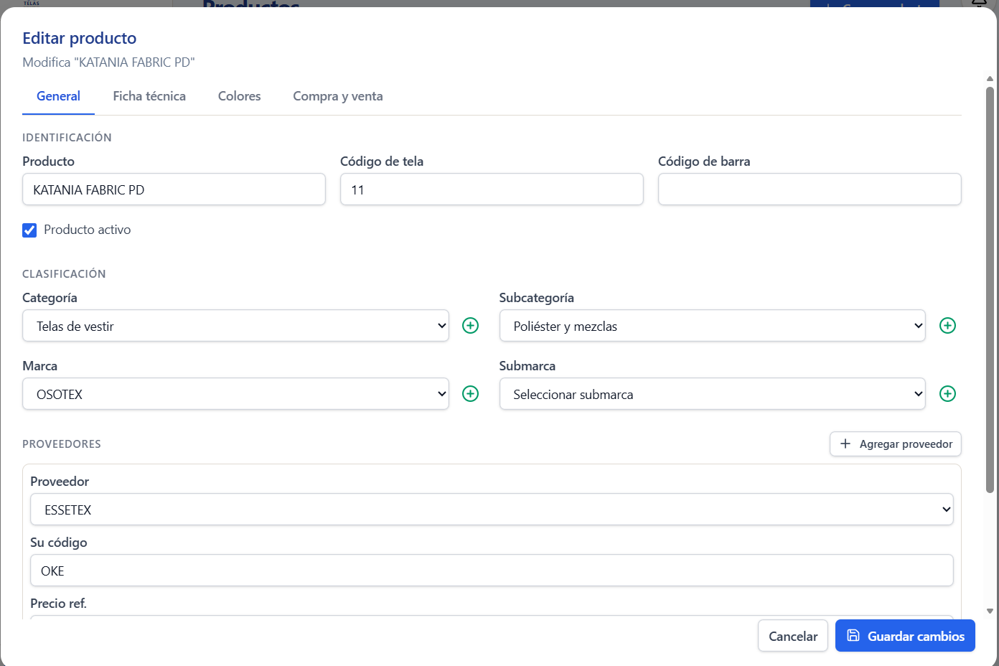 TELAS
Productos
Editar producto
Modifica "KATANIA FABRIC PD"
General Ficha técnica Colores Compra y venta
IDENTIFICACIÓN
Producto Código de tela Código de barra
KATANIA FABRIC PD 11
Producto activo
CLASIFICACIÓN
Categoría Subcategoría
Telas de vestir Poliéster y mezclas
Marca Submarca
OSOTEX Seleccionar submarca
PROVEEDORES Agregar proveedor
Proveedor
ESSETEX
Su código
OKE
Precio ref.
Cancelar Guardar cambios